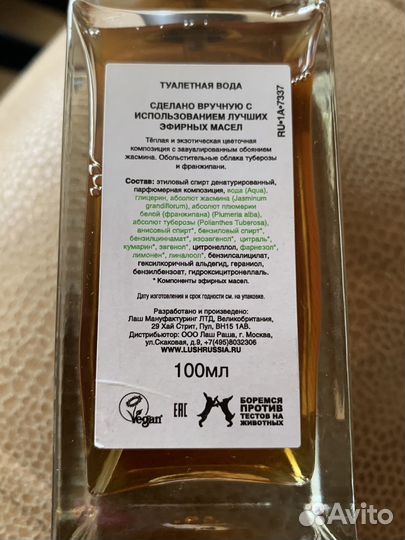 ТУАЛЕТНАЯ ВОДА
СДЕЛАНО ВРУЧНУЮ С
ИСПОЛЬЗОВАНИЕМ ЛУЧШИХ
ЭФИРНЫХ МАСЕЛ
RU•1A•7337
Тёплая и экзотическая цветочная
композиция с завуалированным обоянием
жасмина. Обольстительные облака туберозы
и франжипани.
Состав: этиловый спирт денатурированный,
парфюмерная композиция, вода (Aqua),
глицерин, абсолют жасмина (Jasminum
grandiflorum), абсолют плюмерии
белой (франжипана) (Plumeria alba),
абсолют туберозы (Polianthes Tuberosa),
анисовый спирт*, бензиловый спирт*,
бензилциннамат*, изоэвгенол*, цитраль*,
кумарин*, эвгенол*, цитронеллол, фарнезол*,
лимонен*, линалоол*, бензилсалицилат,
гексилкоричный альдегид, гераниол,
бензилбензоат, гидроксицитронеллаль.
* Компоненты эфирных масел.
Дату изготовления и срок годности см. на упаковке.
Разработано и произведено:
Лаш Мануфактуринг ЛТД, Великобритания,
29 Хай Стрит, Пул, ВН15 1АВ.
Дистрибьютор: ООО Лаш Раша, г. Москва,
ул.Скаковая, д.9, +7(495)8032306
WWW.LUSHRUSSIA.RU
100мл
Vegan
EAC
БОРЕМСЯ
ПРОТИВ
ТЕСТОВ НА
ЖИВОТНЫХ
Avito